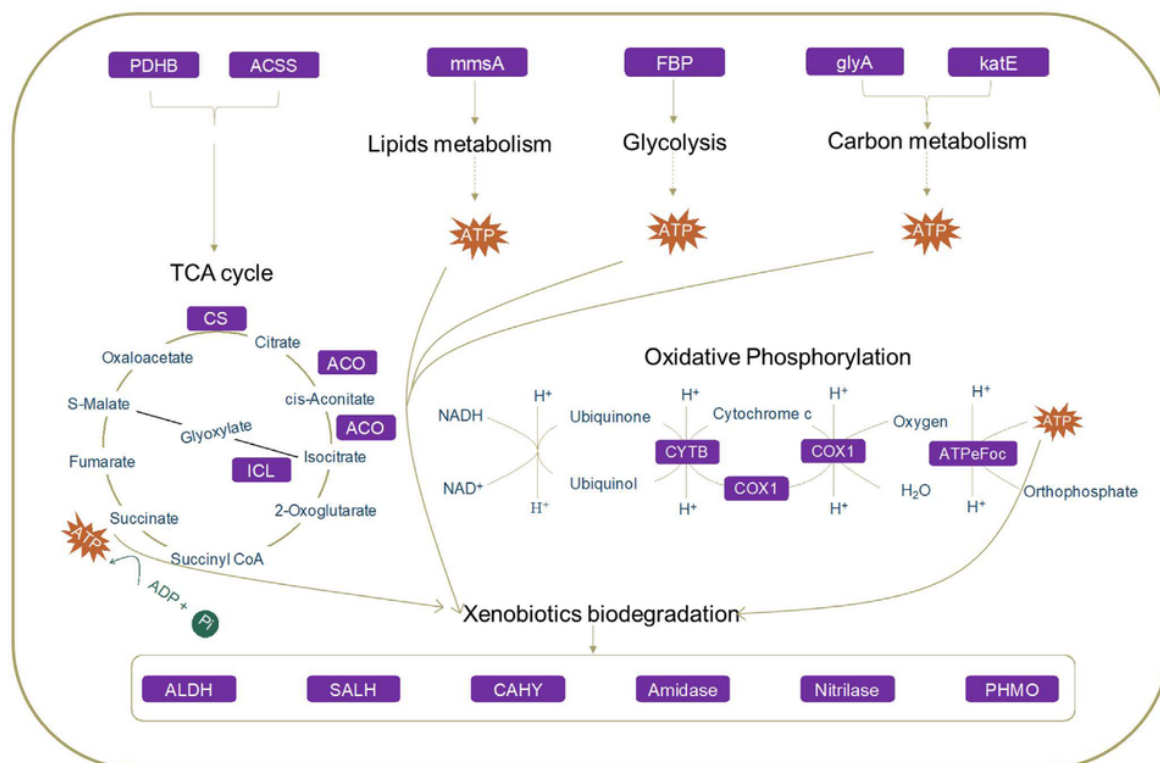 PDHB
ACSS
mmsA
FBP
glyA
katE
Lipids metabolism
Glycolysis
Carbon metabolism
ATP
ATP
ATP
TCA cycle
CS
Citrate
Oxaloacetate
ACO
cis-Aconitate
S-Malate
ACO
Glyoxylate
Isocitrate
Fumarate
ICL
2-Oxoglutarate
Succinate
Succinyl CoA
ATP
ADP +
Pi
Oxidative Phosphorylation
H⁺
H⁺
H⁺
H⁺
NADH
Ubiquinone
Cytochrome c
Oxygen
ATP
CYTB
COX1
ATPeFoc
COX1
NAD⁺
Ubiquinol
H₂O
Orthophosphate
H⁺
H⁺
H⁺
H⁺
Xenobiotics biodegradation
ALDH
SALH
CAHY
Amidase
Nitrilase
PHMO